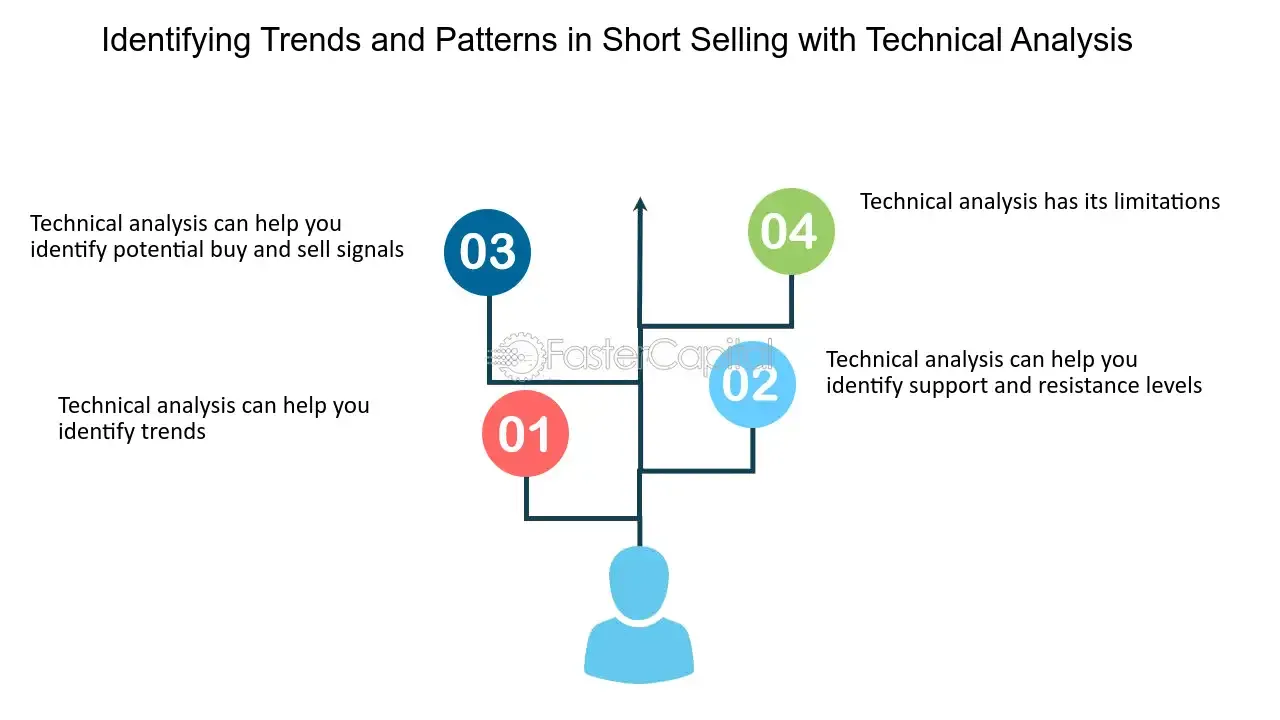 Identifying Trends and Patterns in Short Selling with Technical Analysis
03
Technical analysis can help you
identify potential buy and sell signals
04
Technical analysis has its limitations
FasterCapital
02
Technical analysis can help you
identify support and resistance levels
01
Technical analysis can help you
identify trends